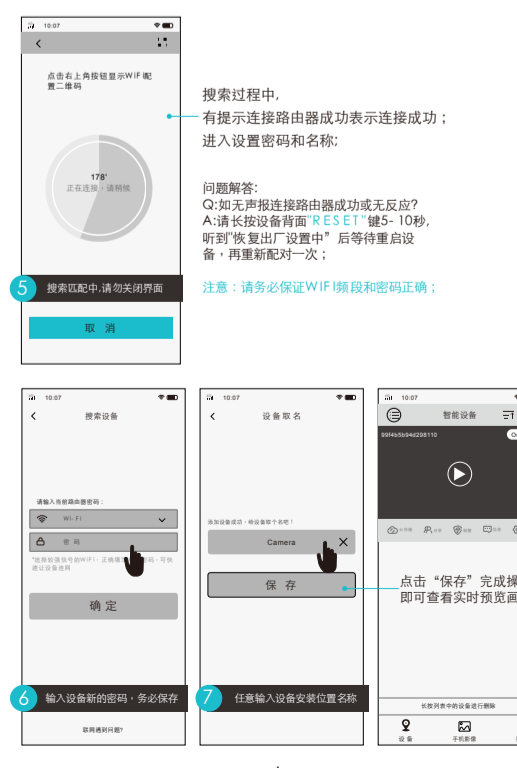 10:07
点击右上角按钮显示WiFi配
置二维码
178'
正在连接，请稍候
5 搜索匹配中,请勿关闭界面
取 消
搜索过程中,
有提示连接路由器成功表示连接成功；
进入设置密码和名称;
问题解答:
Q:如无声报连接路由器成功或无反应?
A:请长按设备背面"RESET"键5-10秒,
听到"恢复出厂设置中”后等待重启设
备，再重新配对一次；
注意：请务必保证WIFI频段和密码正确；
10:07
搜索设备
请输入当前路由器密码：
Wi-Fi
密 码
确 定
6 输入设备新的密码，务必保存
联网遇到问题?
10:07
设备取名
添加设备成功，给设备取个名吧！
Camera
保 存
7 任意输入设备安装位置名称
10:07
智能设备
99f4b5b94d298110
点击“保存”完成操
即可查看实时预览画
长按列表中的设备进行删除
设 备
手机影像